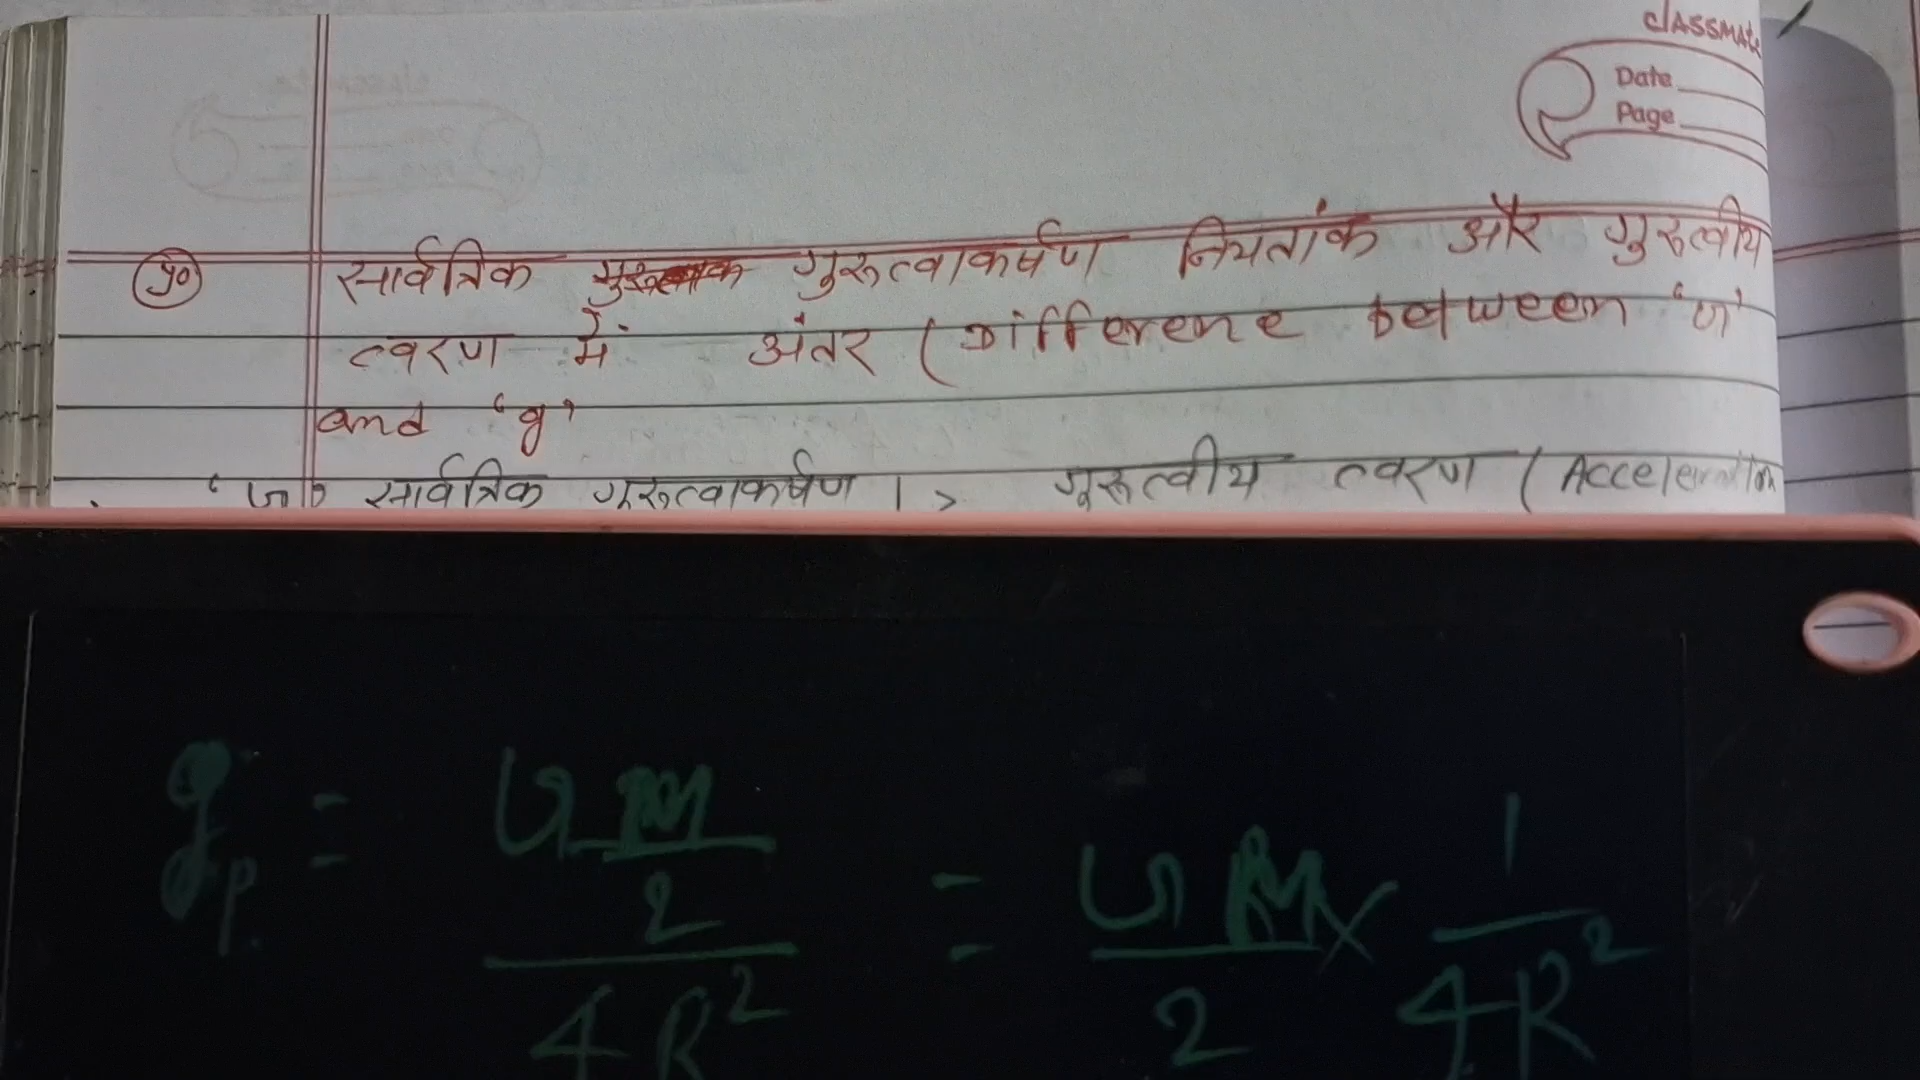 classmate
Date
Page
g0 सार्वत्रिक गुरुत्वाकर्षण नियतांक और गुरुत्वीय
त्वरण में अंतर (Difference between 'G'
and 'g'
'G' सार्वत्रिक गुरुत्वाकर्षण । > गुरुत्वीय त्वरण (Acceleration
gp = G M/2 / 4R² = GM/2 × 1/4R²